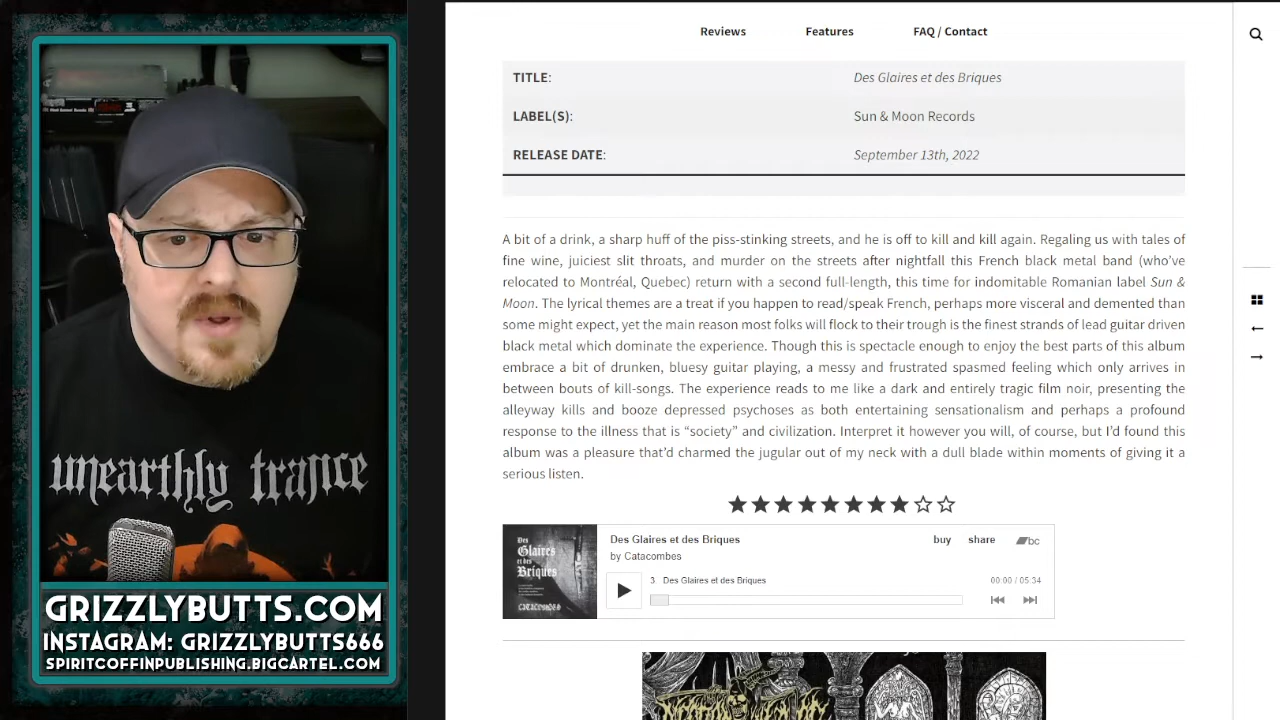 Reviews Features FAQ / Contact
TITLE: Des Glaires et des Briques
LABEL(S): Sun & Moon Records
RELEASE DATE: September 13th, 2022
A bit of a drink, a sharp huff of the piss-stinking streets, and he is off to kill and kill again. Regaling us with tales of
fine wine, juiciest slit throats, and murder on the streets after nightfall this French black metal band (who've
relocated to Montréal, Quebec) return with a second full-length, this time for indomitable Romanian label Sun &
Moon. The lyrical themes are a treat if you happen to read/speak French, perhaps more visceral and demented than
some might expect, yet the main reason most folks will flock to their trough is the finest strands of lead guitar driven
black metal which dominate the experience. Though this is spectacle enough to enjoy the best parts of this album
embrace a bit of drunken, bluesy guitar playing, a messy and frustrated spasmed feeling which only arrives in
between bouts of kill-songs. The experience reads to me like a dark and entirely tragic film noir, presenting the
alleyway kills and booze depressed psychoses as both entertaining sensationalism and perhaps a profound
response to the illness that is “society” and civilization. Interpret it however you will, of course, but I'd found this
album was a pleasure that'd charmed the jugular out of my neck with a dull blade within moments of giving it a
serious listen.
Des
Glaires
et des
Briques
CATACOMBES
Des Glaires et des Briques buy share bc
by Catacombes
3. Des Glaires et des Briques 00:00 / 05:34
unearthly trance
GRIZZLYBUTTS.COM
INSTAGRAM: GRIZZLYBUTTS666
SPIRITCOFFINPUBLISHING.BIGCARTEL.COM